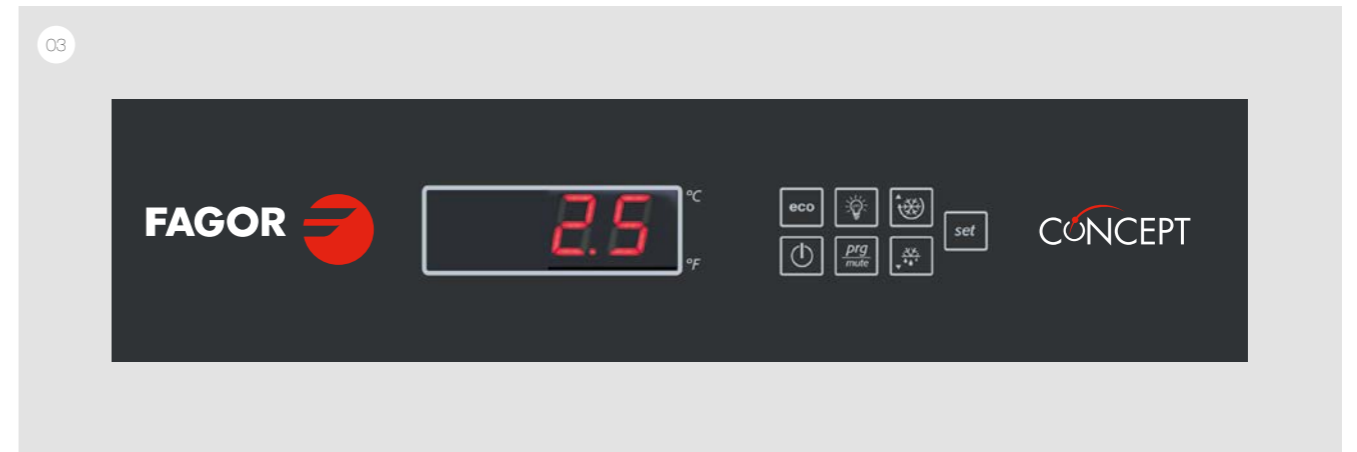 03
FAGOR
2.5
°C
°F
eco
set
prg
mute
CONCEPT